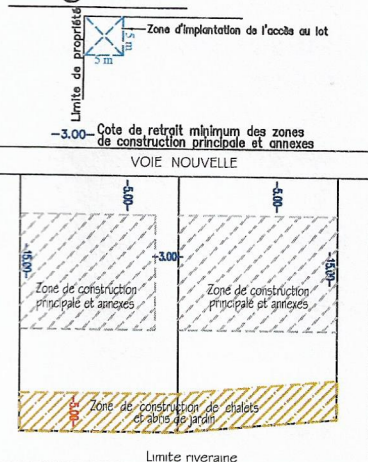 Limite de propriété
Zone d'implantation de l'accès au lot
5 m
5 m
-3.00- Cote de retrait minimum des zones
de construction principale et annexes
VOIE NOUVELLE
-5.00-
-5.00-
-15.00-
-3.00-
-15.00-
Zone de construction
principale et annexes
Zone de construction
principale et annexes
-5.00-
Zone de construction de chalets
et abris de jardin
Limite riveraine